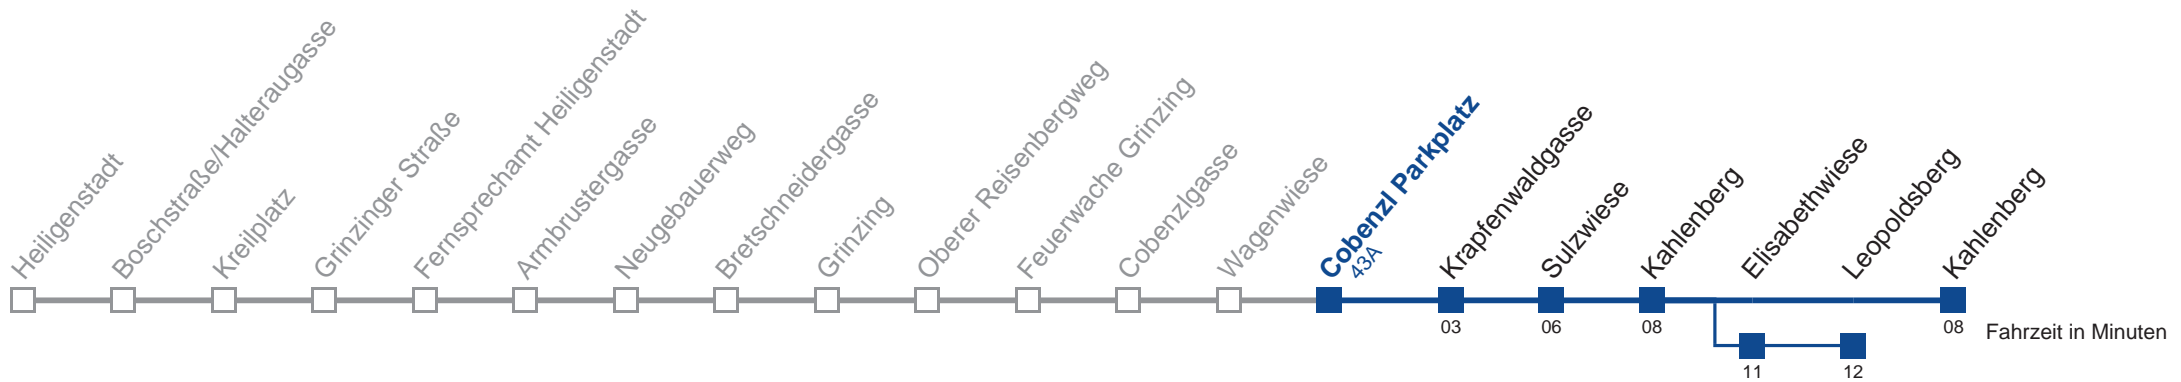 Heiligenstadt
Boschstraße/Halteraugasse
Kreilplatz
Grinzinger Straße
Fernsprechamt Heiligenstadt
Armbrustergasse
Neugebauerweg
Bretschneidergasse
Grinzing
Oberer Reisenbergweg
Feuerwache Grinzing
Cobenzlgasse
Wagenwiese
Cobenzl Parkplatz
43A
Krapfenwaldgasse
Sulzwiese
Kahlenberg
Elisabethwiese
Leopoldsberg
Kahlenberg
03
06
08
08
Fahrzeit in Minuten
11
12